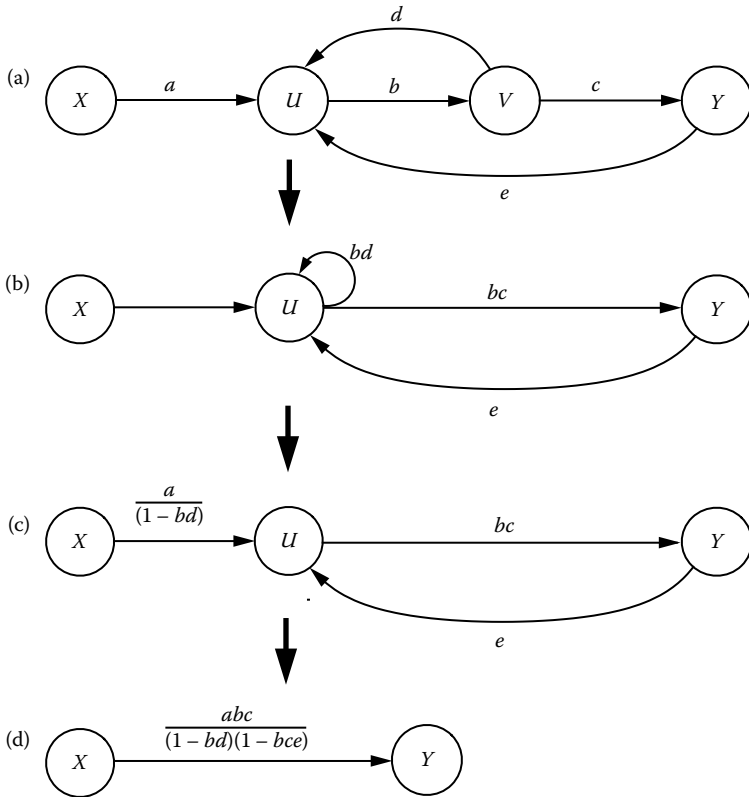 d
(a) X a U b V c Y
e
bd
(b) X U bc Y
e
a
(1 – bd)
(c) X U bc Y
e
abc
(1 – bd)(1 – bce)
(d) X Y